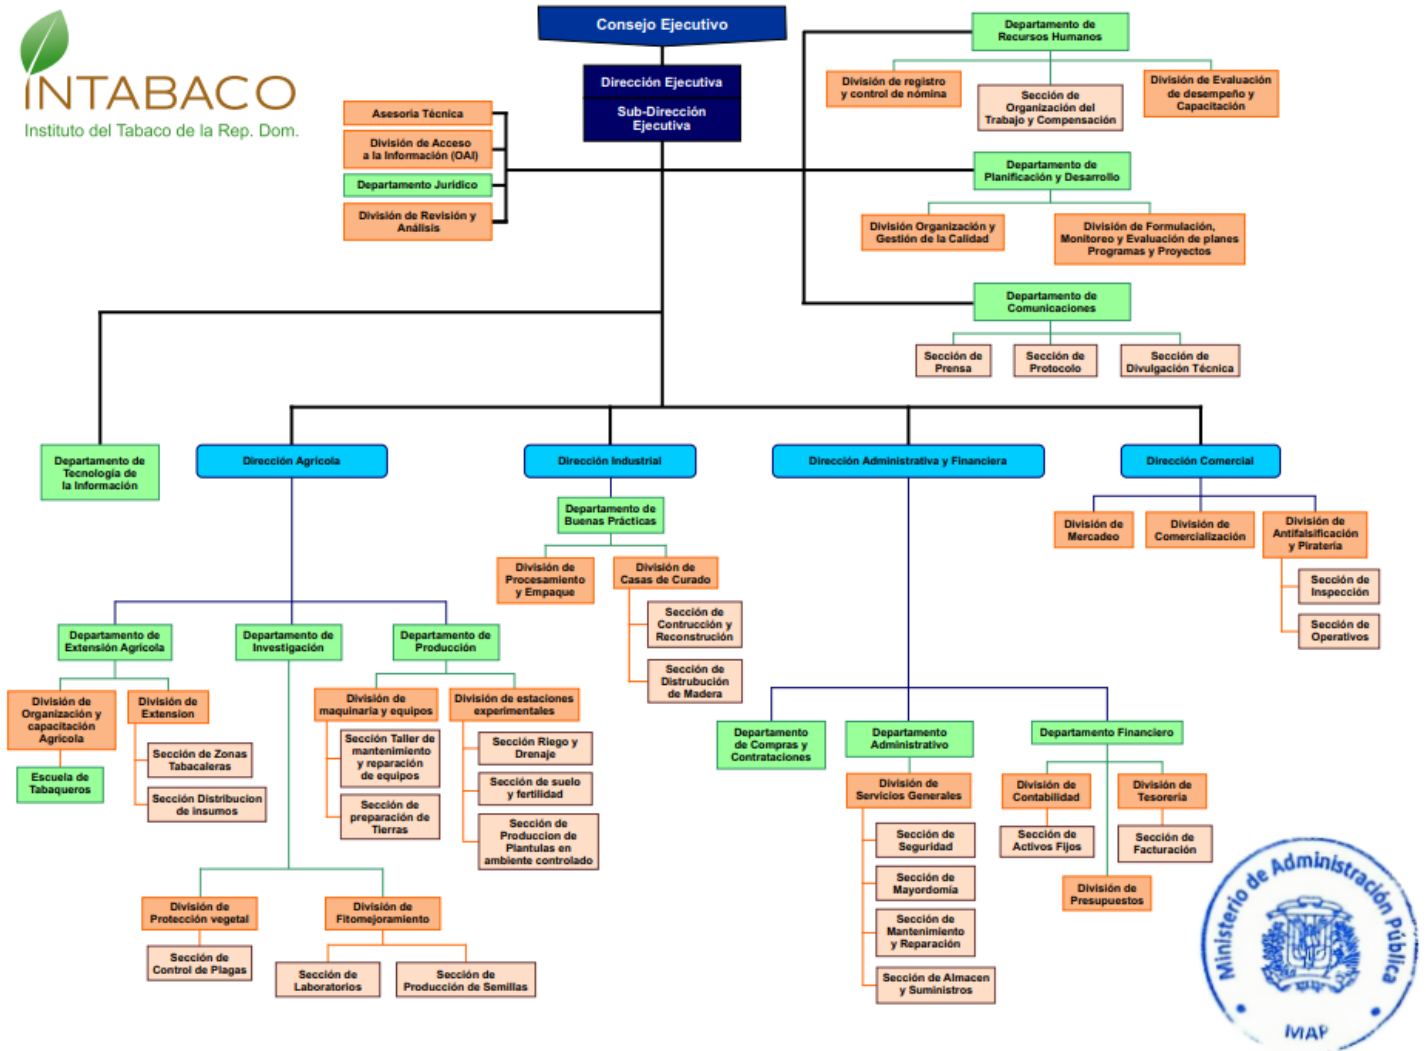 INTABACO
Instituto del Tabaco de la Rep. Dom.
Consejo Ejecutivo
Dirección Ejecutiva
Sub-Dirección
Ejecutiva
Asesoría Técnica
División de Acceso
a la Información (OAI)
Departamento Jurídico
División de Revisión y
Análisis
Departamento de
Recursos Humanos
División de registro
y control de nómina
Sección de
Organización del
Trabajo y Compensación
División de Evaluación
de desempeño y
Capacitación
Departamento de
Planificación y Desarrollo
División Organización y
Gestión de la Calidad
División de Formulación,
Monitoreo y Evaluación de planes
Programas y Proyectos
Departamento de
Comunicaciones
Sección de
Prensa
Sección de
Protocolo
Sección de
Divulgación Técnica
Departamento de
Tecnología de
la Información
Dirección Agrícola
Dirección Industrial
Dirección Administrativa y Financiera
Dirección Comercial
Departamento de
Buenas Prácticas
División de
Procesamiento
y Empaque
División de
Casas de Curado
Sección de
Contrucción y
Reconstrución
Sección de
Distrubución
de Madera
División de
Mercadeo
División de
Comercialización
División de
Antifalsificación
y Piratería
Sección de
Inspección
Sección de
Operativos
Departamento de
Extensión Agrícola
Departamento de
Investigación
Departamento de
Producción
División de
Organización y
capacitación
Agrícola
Escuela de
Tabaqueros
División de
Extension
Sección de Zonas
Tabacaleras
Sección Distribucion
de insumos
División de
maquinaria y equipos
Sección Taller de
mantenimiento
y reparación
de equipos
Sección de
preparación de
Tierras
División de estaciones
experimentales
Sección Riego y
Drenaje
Sección de suelo
y fertilidad
Sección de
Produccion de
Plantulas en
ambiente controlado
División de
Protección vegetal
Sección de
Control de Plagas
División de
Fitomejoramiento
Sección de
Laboratorios
Sección de
Producción de Semillas
Departamento
de Compras y
Contrataciones
Departamento
Administrativo
División de
Servicios Generales
Sección de
Seguridad
Sección de
Mayordomía
Sección de
Mantenimiento
y Reparación
Sección de Almacen
y Suministros
Departamento Financiero
División de
Contabilidad
Sección de
Activos Fijos
División de
Tesorería
Sección de
Facturación
División de
Presupuestos
Ministerio de Administración Pública
MAP